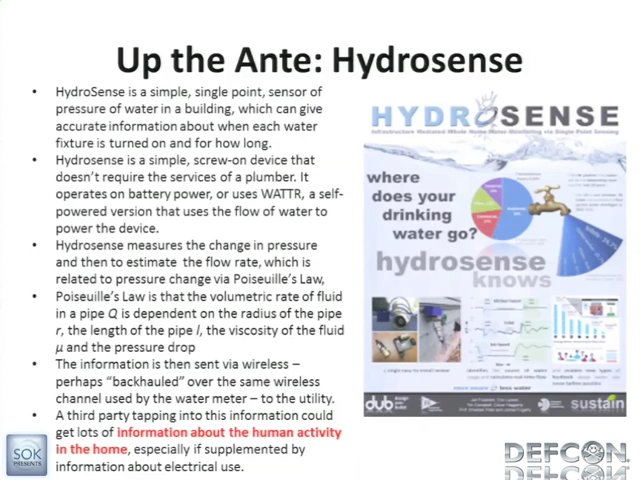 Up the Ante: Hydrosense
• HydroSense is a simple, single point, sensor of
pressure of water in a building, which can give
accurate information about when each water
fixture is turned on and for how long.
• Hydrosense is a simple, screw-on device that
doesn't require the services of a plumber. It
operates on battery power, or uses WATTR, a self-
powered version that uses the flow of water to
power the device.
• Hydrosense measures the change in pressure
and then to estimate the flow rate, which is
related to pressure change via Poiseuille's Law,
• Poiseuille's Law is that the volumetric rate of fluid
in a pipe Q is dependent on the radius of the pipe
r, the length of the pipe l, the viscosity of the fluid
μ and the pressure drop
• The information is then sent via wireless –
perhaps "backhauled" over the same wireless
channel used by the water meter – to the utility.
• A third party tapping into this information could
get lots of information about the human activity
in the home, especially if supplemented by
information about electrical use.
HYDROSENSE
Infrastructure Mediated Whole Home Water Monitoring via Single Point Sensing
where
does your
drinking
water go?
hydrosense
knows
dub
sustain
SOK
PRESENTS
DEFCON